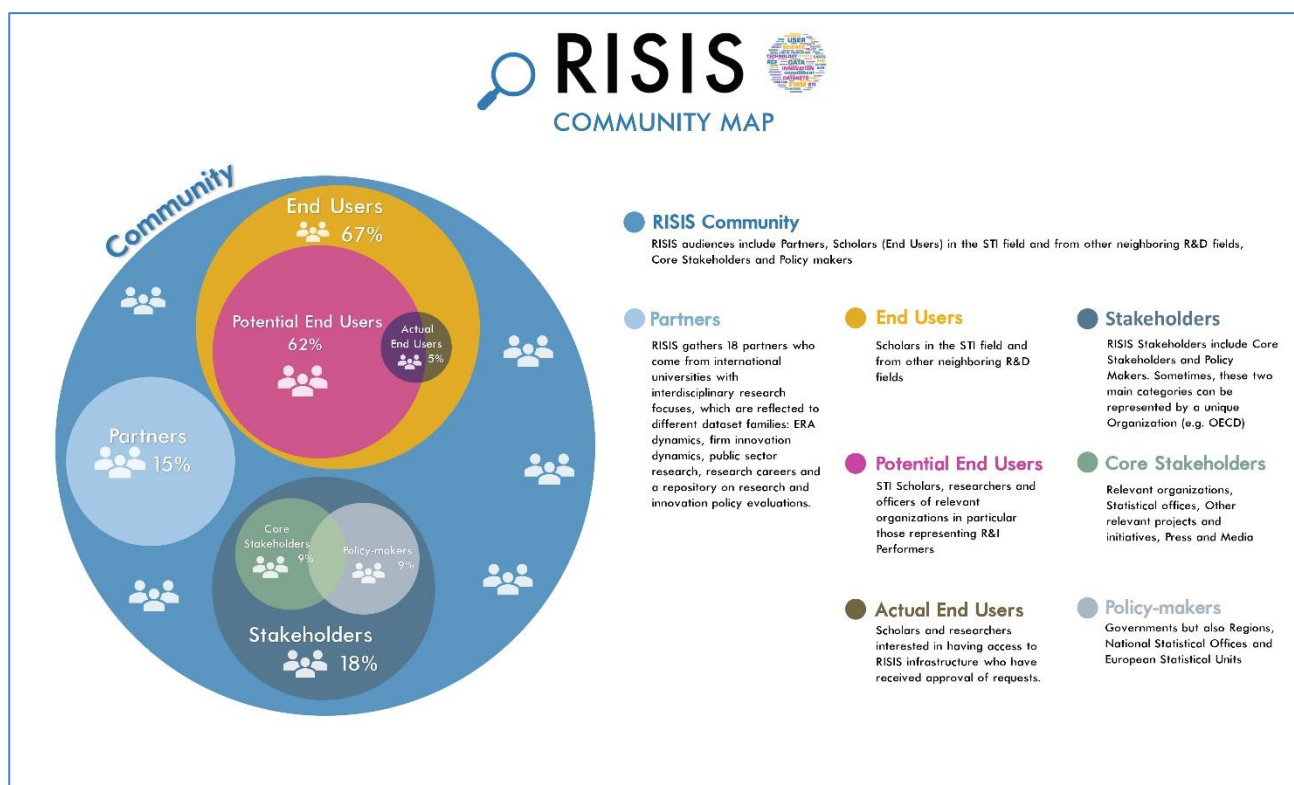 RISIS
COMMUNITY MAP
USER
SCIENCE
TECHNOLOGY
DATA
INNOVATION
MANAGEMENT
DATASETS
FIRM
Community
End Users
67%
Potential End Users
62%
Actual
End Users
5%
Partners
15%
Core
Stakeholders
9%
Policy-makers
9%
Stakeholders
18%
RISIS Community
RISIS audiences include Partners, Scholars (End Users) in the STI field and from other neighboring R&D fields,
Core Stakeholders and Policy makers
Partners
RISIS gathers 18 partners who
come from international
universities with
interdisciplinary research
focuses, which are reflected to
different dataset families: ERA
dynamics, firm innovation
dynamics, public sector
research, research careers and
a repository on research and
innovation policy evaluations.
End Users
Scholars in the STI field and
from other neighboring R&D
fields
Stakeholders
RISIS Stakeholders include Core
Stakeholders and Policy
Makers. Sometimes, these two
main categories can be
represented by a unique
Organization (e.g. OECD)
Potential End Users
STI Scholars, researchers and
officers of relevant
organizations in particular
those representing R&I
Performers
Core Stakeholders
Relevant organizations,
Statistical offices, Other
relevant projects and
initiatives, Press and Media
Actual End Users
Scholars and researchers
interested in having access to
RISIS infrastructure who have
received approval of requests.
Policy-makers
Governments but also Regions,
National Statistical Offices and
European Statistical Units